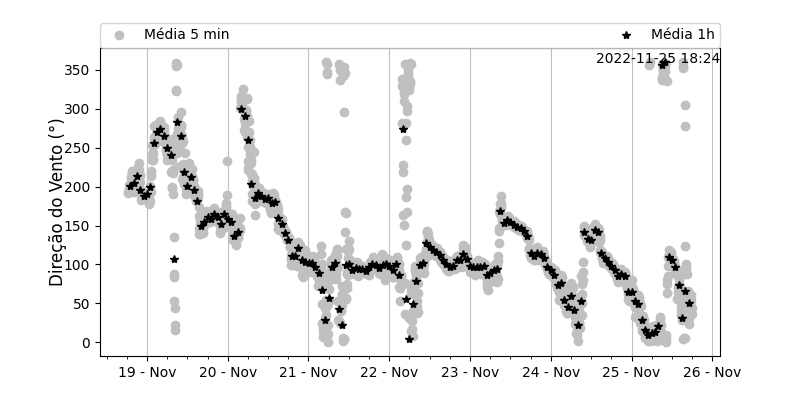 Média 5 min
Média 1h
2022-11-25 18:24
Direção do Vento (°)
350
300
250
200
150
100
50
0
19 - Nov
20 - Nov
21 - Nov
22 - Nov
23 - Nov
24 - Nov
25 - Nov
26 - Nov